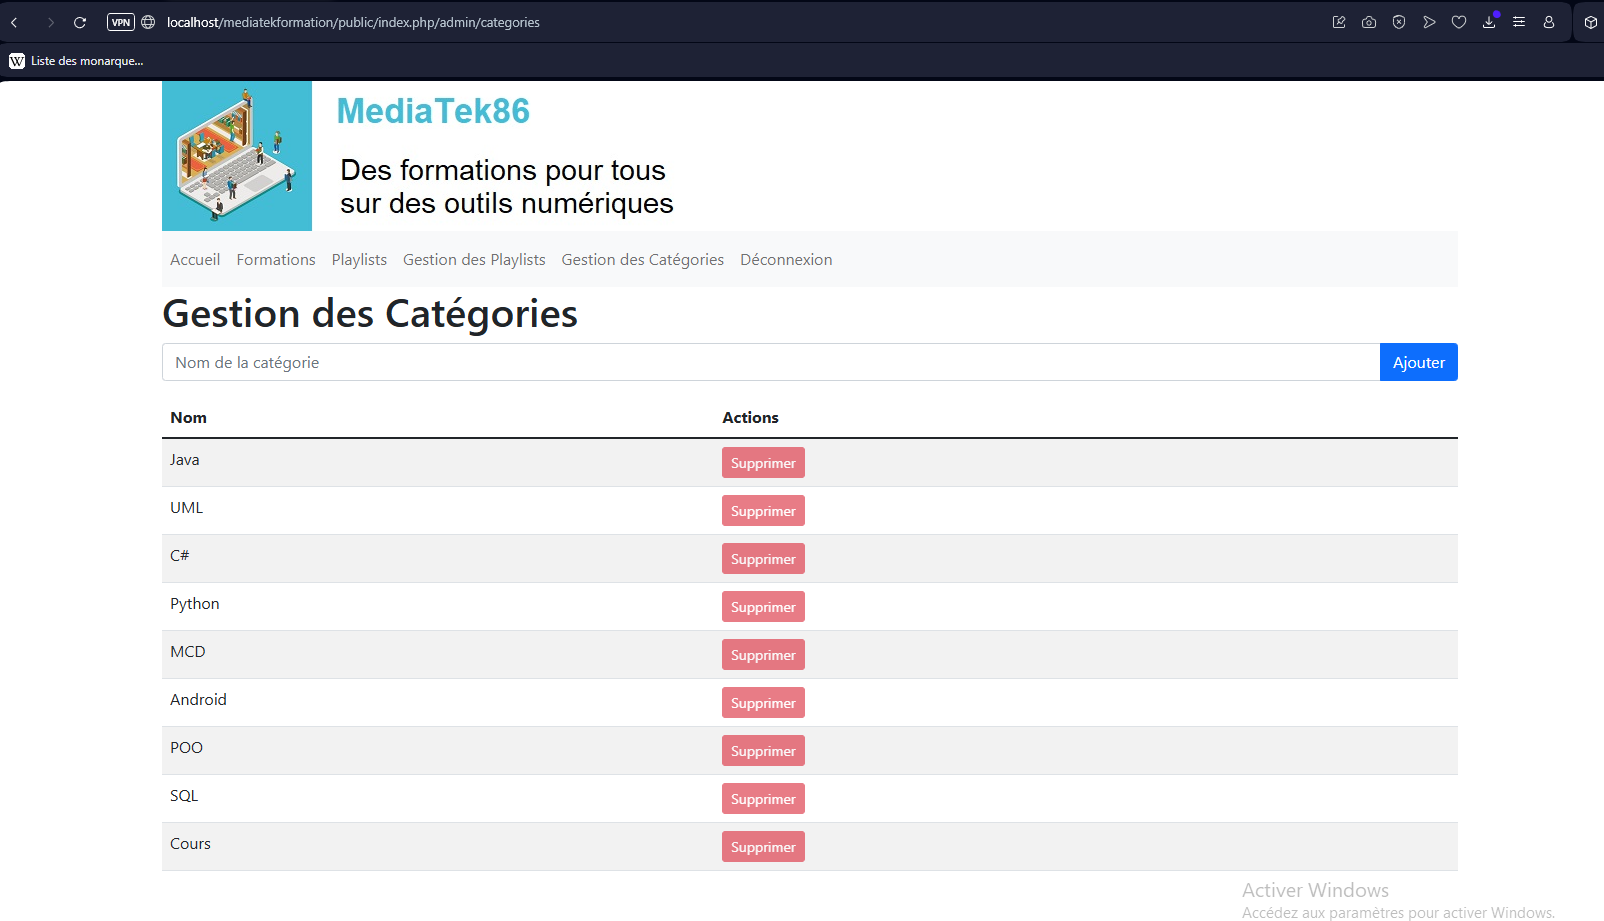 VPN
localhost/mediatekformation/public/index.php/admin/categories
W Liste des monarque...
MediaTek86
Des formations pour tous
sur des outils numériques
Accueil Formations Playlists Gestion des Playlists Gestion des Catégories Déconnexion
Gestion des Catégories
Nom de la catégorie Ajouter
Nom Actions
Java Supprimer
UML Supprimer
C# Supprimer
Python Supprimer
MCD Supprimer
Android Supprimer
POO Supprimer
SQL Supprimer
Cours Supprimer
Activer Windows
Accédez aux paramètres pour activer Windows.